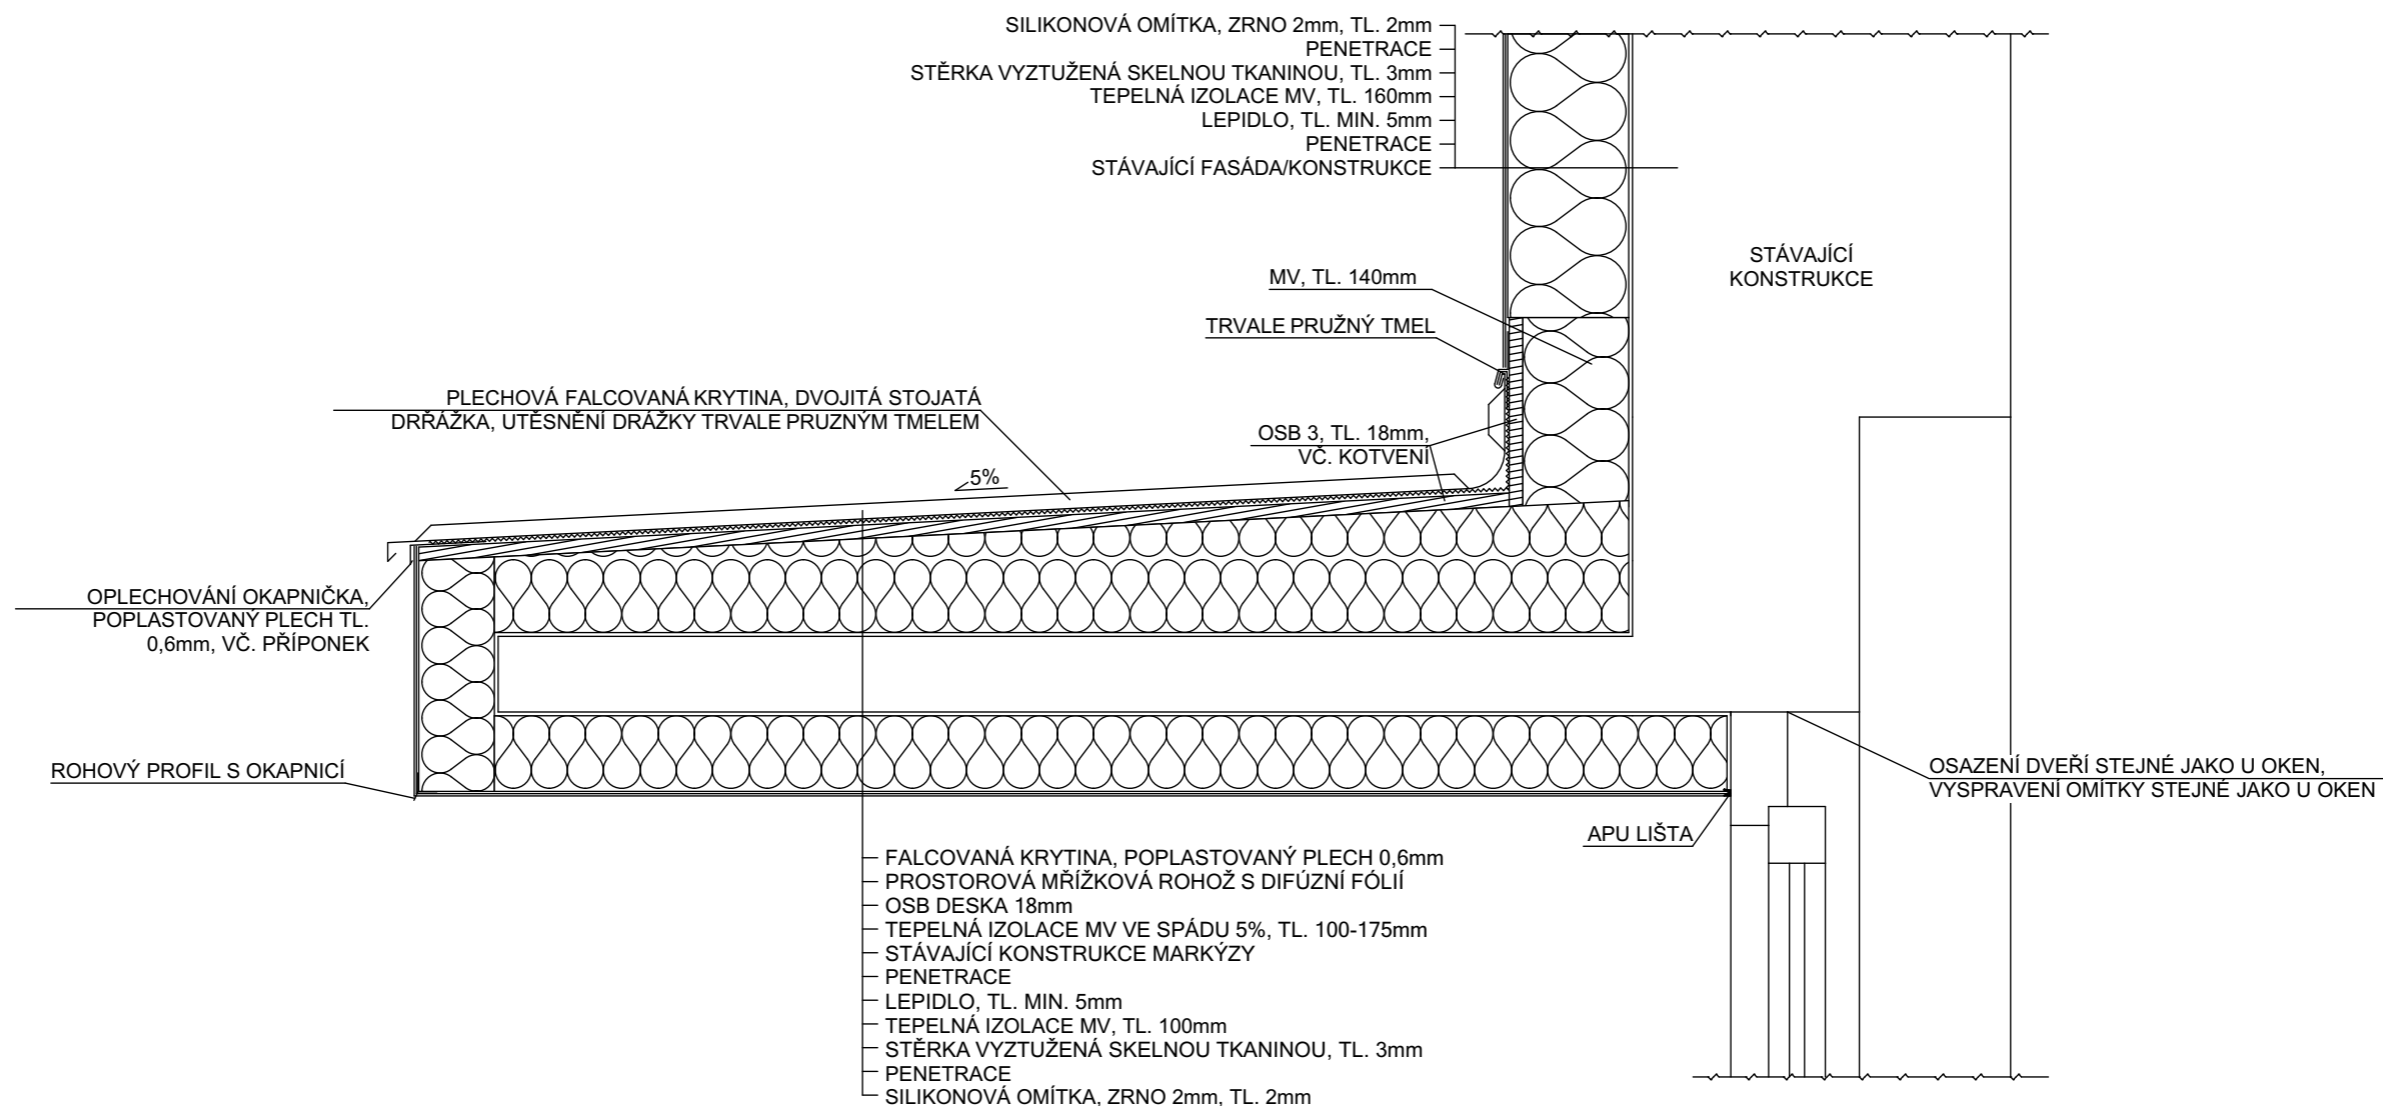 SILIKONOVÁ OMÍTKA, ZRNO 2mm, TL. 2mm
PENETRACE
STĚRKA VYZTUŽENÁ SKELNOU TKANINOU, TL. 3mm
TEPELNÁ IZOLACE MV, TL. 160mm
LEPIDLO, TL. MIN. 5mm
PENETRACE
STÁVAJÍCÍ FASÁDA/KONSTRUKCE
STÁVAJÍCÍ
KONSTRUKCE
MV, TL. 140mm
TRVALE PRUŽNÝ TMEL
PLECHOVÁ FALCOVANÁ KRYTINA, DVOJITÁ STOJATÁ
DRŘÁŽKA, UTĚSNĚNÍ DRÁŽKY TRVALE PRUZNÝM TMELEM
OSB 3, TL. 18mm,
VČ. KOTVENÍ
5%
OPLECHOVÁNÍ OKAPNIČKA,
POPLASTOVANÝ PLECH TL.
0,6mm, VČ. PŘÍPONEK
ROHOVÝ PROFIL S OKAPNICÍ
OSAZENÍ DVEŘÍ STEJNÉ JAKO U OKEN,
VYSPRAVENÍ OMÍTKY STEJNÉ JAKO U OKEN
APU LIŠTA
FALCOVANÁ KRYTINA, POPLASTOVANÝ PLECH 0,6mm
PROSTOROVÁ MŘÍŽKOVÁ ROHOŽ S DIFÚZNÍ FÓLIÍ
OSB DESKA 18mm
TEPELNÁ IZOLACE MV VE SPÁDU 5%, TL. 100-175mm
STÁVAJÍCÍ KONSTRUKCE MARKÝZY
PENETRACE
LEPIDLO, TL. MIN. 5mm
TEPELNÁ IZOLACE MV, TL. 100mm
STĚRKA VYZTUŽENÁ SKELNOU TKANINOU, TL. 3mm
PENETRACE
SILIKONOVÁ OMÍTKA, ZRNO 2mm, TL. 2mm